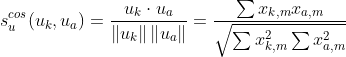 $s_u^{cos}(u_k, u_a) = \frac{u_k \cdot u_a}{\|u_k\| \, \|u_a\|} = \frac{\sum x_{k,m} x_{a,m}}{\sqrt{\sum x_{k,m}^2 \sum x_{a,m}^2}}$